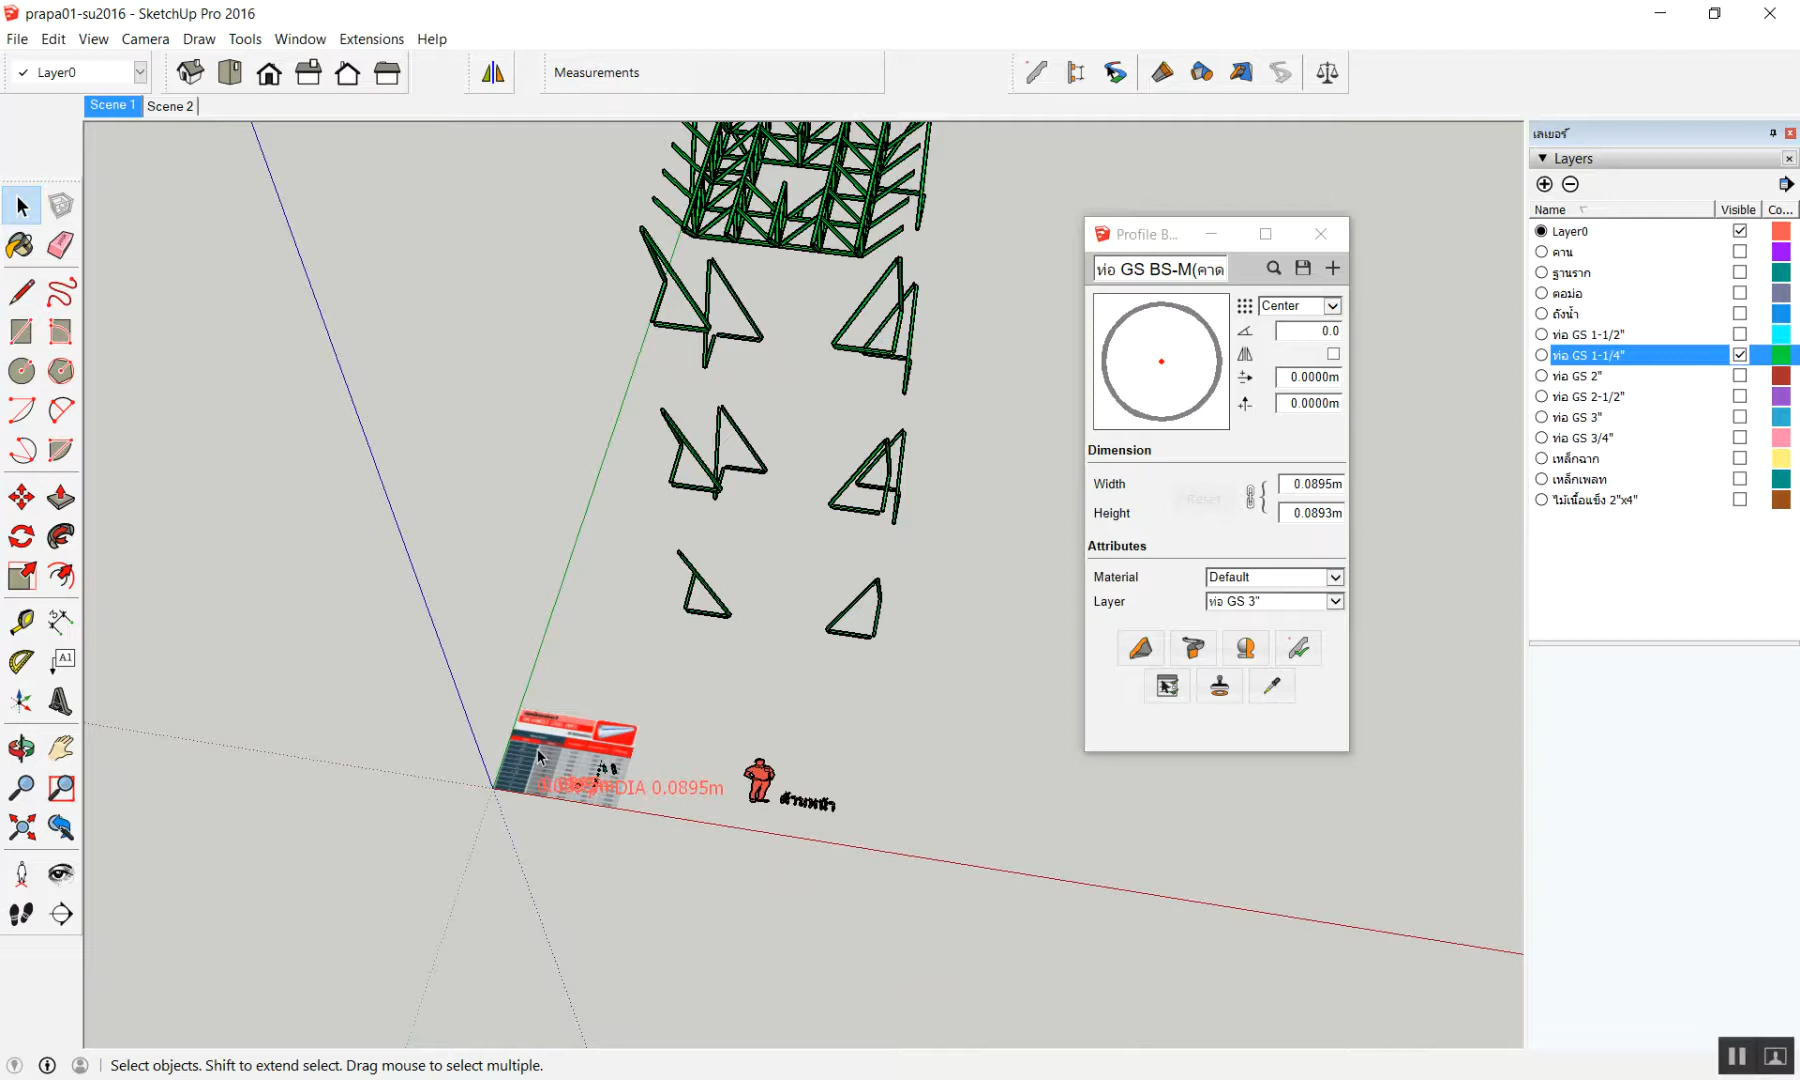 prapa01-su2016 - SketchUp Pro 2016
File Edit View Camera Draw Tools Window Extensions Help
Layer0
Measurements
Scene 1 Scene 2
เลเยอร์
Layers
Name Visible Co...
Layer0
คาน
ฐานราก
ตอม่อ
ถังน้ำ
ท่อ GS 1-1/2"
ท่อ GS 1-1/4"
ท่อ GS 2"
ท่อ GS 2-1/2"
ท่อ GS 3"
ท่อ GS 3/4"
เหล็กฉาก
เหล็กเพลท
ไม้เนื้อแข็ง 2"x4"
Profile B...
ท่อ GS BS-M(คาด
Center
0.0
0.0000m
0.0000m
Dimension
Width 0.0895m
Reset
Height 0.0893m
Attributes
Material Default
Layer ท่อ GS 3"
DIA 0.0895m
ด้านหน้า
A1
Select objects. Shift to extend select. Drag mouse to select multiple.